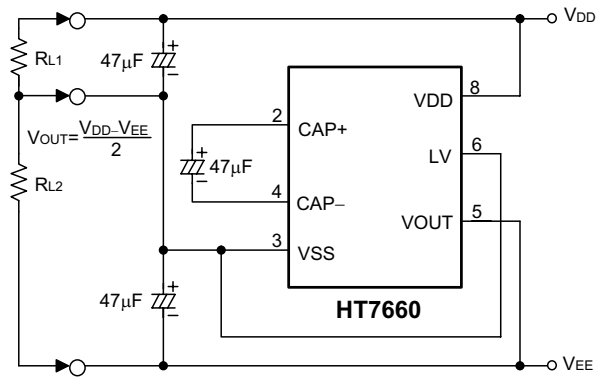 VDD
RL1
47μF
+
−
8
VDD
2
CAP+
VOUT=VDD–VEE
2
6
LV
+
47μF
−
RL2
4
CAP−
5
VOUT
3
VSS
47μF
+
−
HT7660
VEE